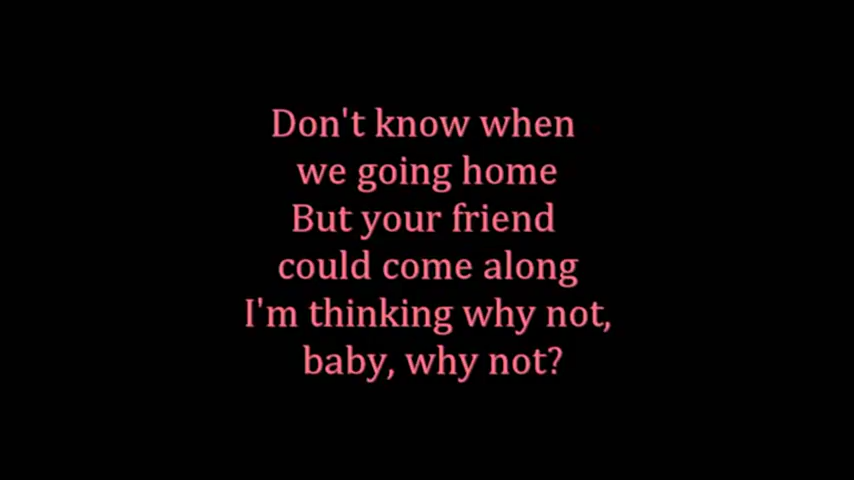 Don't know when
we going home
But your friend
could come along
I'm thinking why not,
baby, why not?